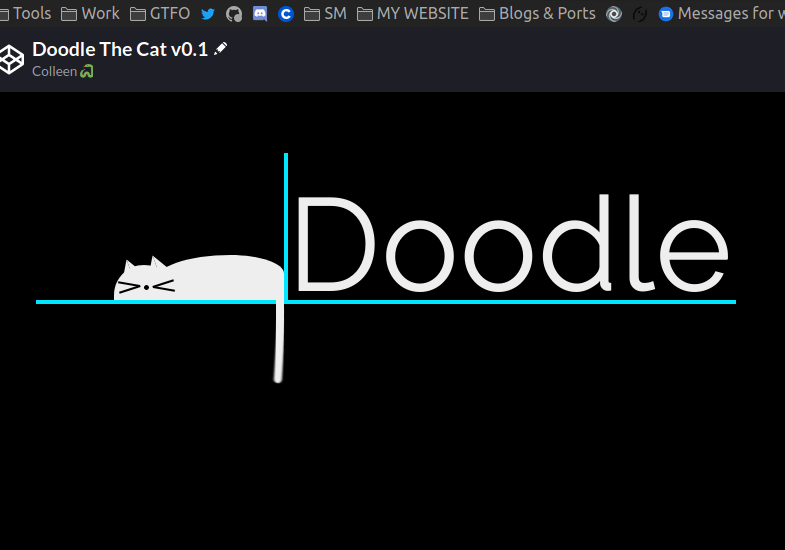 Tools Work GTFO SM MY WEBSITE Blogs & Ports Messages for w
Doodle The Cat v0.1
Colleen
Doodle